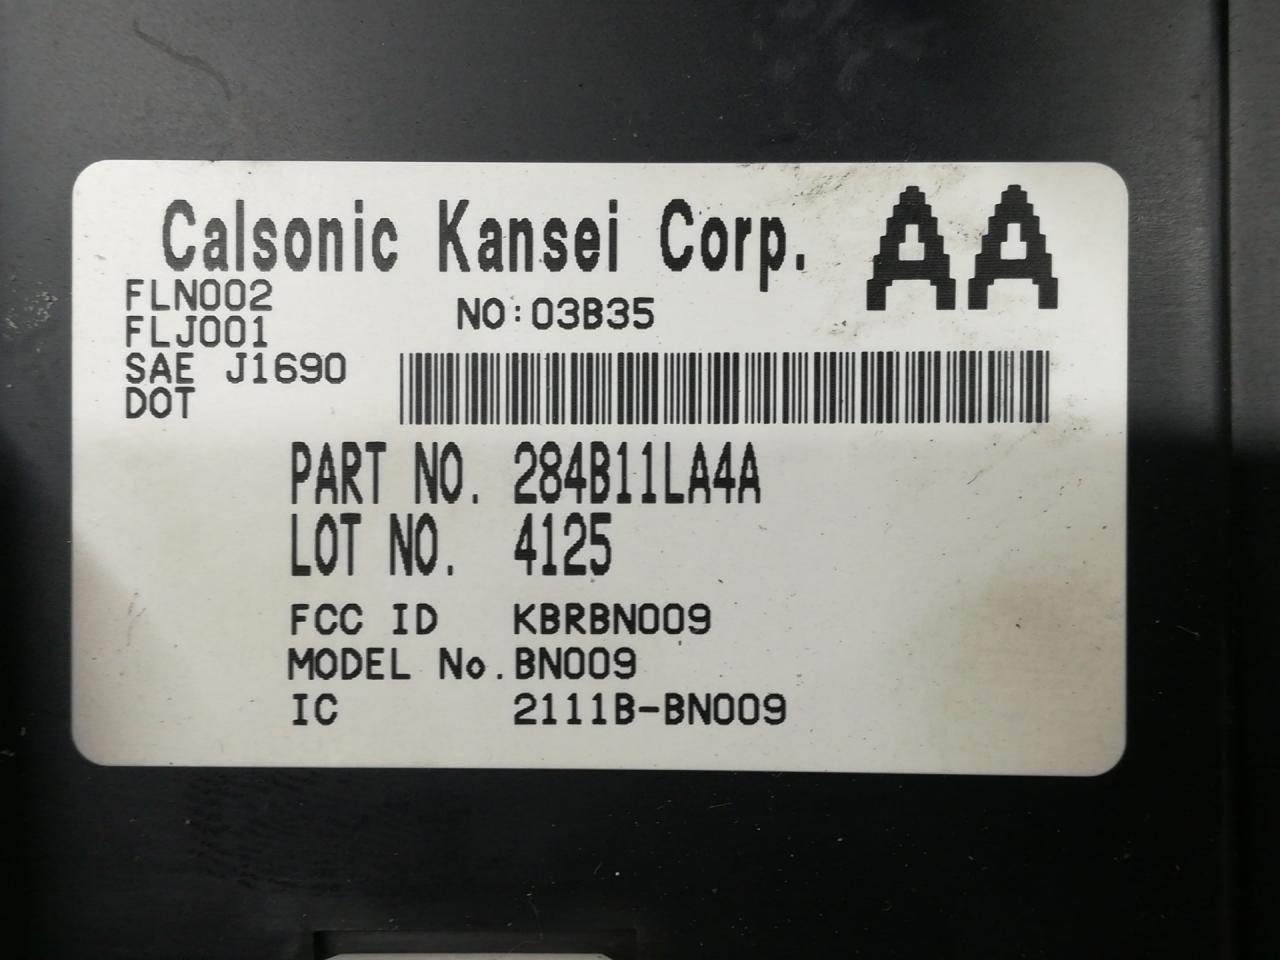 Calsonic Kansei Corp. AA
FLN002
FLJ001
NO:03B35
SAE J1690
DOT
PART NO. 284B11LA4A
LOT NO. 4125
FCC ID KBRBN009
MODEL No. BN009
IC 2111B-BN009